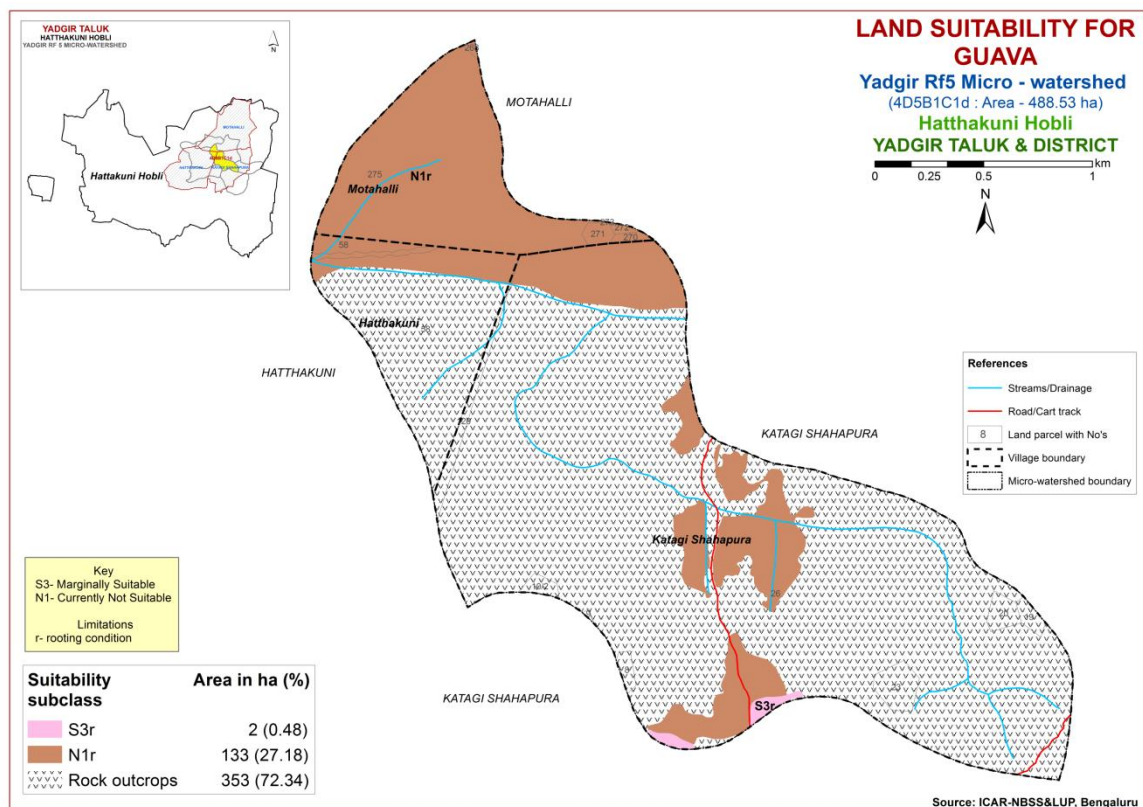 YADGIR TALUK
HATTHAKUNI HOBLI
YADGIR RF 5 MICRO-WATERSHED
N
MOTAHALLI
Hattakuni Hobli
LAND SUITABILITY FOR
GUAVA
Yadgir Rf5 Micro - watershed
(4D5B1C1d : Area - 488.53 ha)
Hatthakuni Hobli
YADGIR TALUK & DISTRICT
km
0 0.25 0.5 1
N
MOTAHALLI
275
N1r
Motahalli
58
271
272
270
Hatthakuni
HATTHAKUNI
KATAGI SHAHAPURA
Katagi Shahapura
26
KATAGI SHAHAPURA
S3r
References
Streams/Drainage
Road/Cart track
8 Land parcel with No's
Village boundary
Micro-watershed boundary
Key
S3- Marginally Suitable
N1- Currently Not Suitable
Limitations
r- rooting condition
Suitability subclass Area in ha (%)
S3r 2 (0.48)
N1r 133 (27.18)
Rock outcrops 353 (72.34)
Source: ICAR-NBSS&LUP, Bengaluru